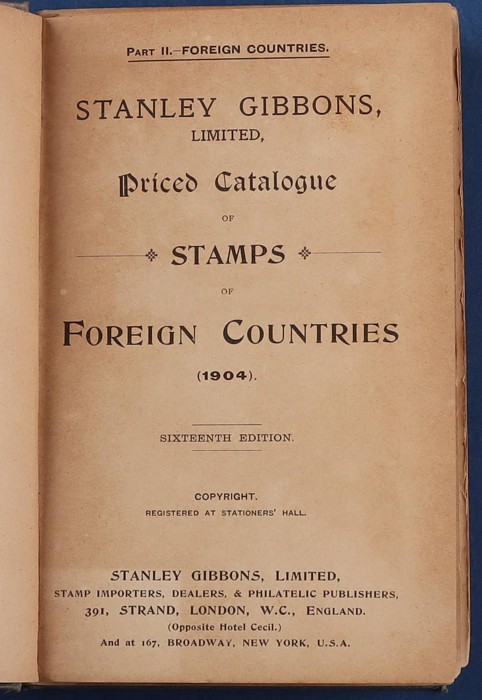 PART II.—FOREIGN COUNTRIES.
STANLEY GIBBONS,
LIMITED,
Priced Catalogue
OF
STAMPS
OF
FOREIGN COUNTRIES
(1904).
SIXTEENTH EDITION.
COPYRIGHT.
REGISTERED AT STATIONERS' HALL.
STANLEY GIBBONS, LIMITED,
STAMP IMPORTERS, DEALERS, & PHILATELIC PUBLISHERS,
391, STRAND, LONDON, W.C., ENGLAND.
(Opposite Hotel Cecil.)
And at 167, BROADWAY, NEW YORK, U.S.A.